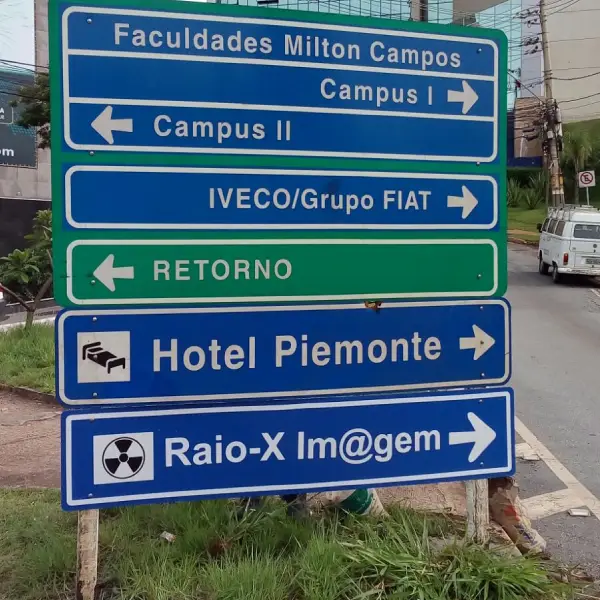 Faculdades Milton Campos
Campus I
Campus II
IVECO/Grupo FIAT
RETORNO
Hotel Piemonte
Raio-X Im@gem